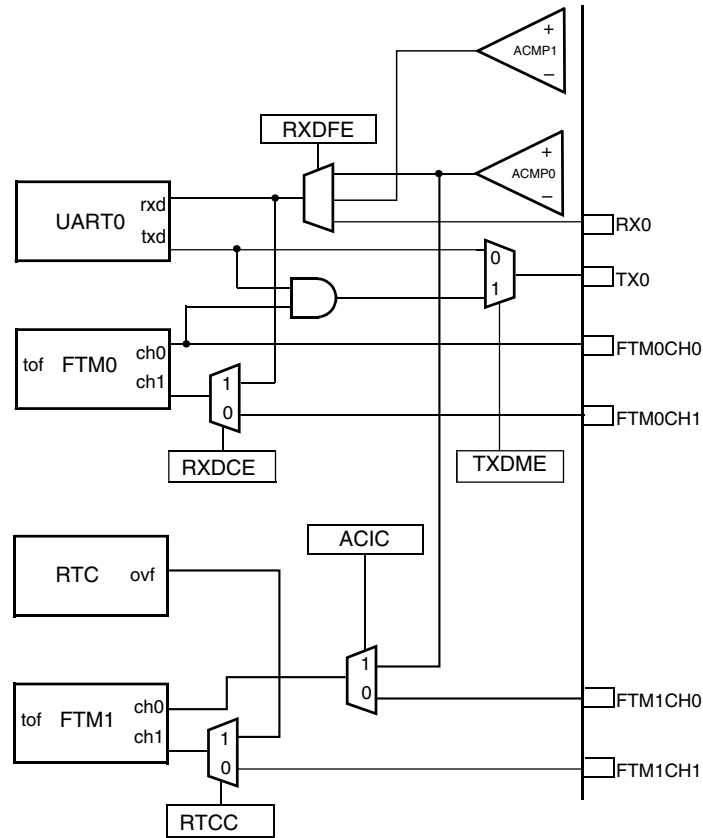 +
ACMP1
–
RXDFE
+
ACMP0
–
UART0
rxd
txd
RX0
0
1
TX0
tof
FTM0
ch0
ch1
FTM0CH0
1
0
FTM0CH1
RXDCE
TXDME
ACIC
RTC
ovf
1
0
tof
FTM1
ch0
ch1
FTM1CH0
1
0
FTM1CH1
RTCC